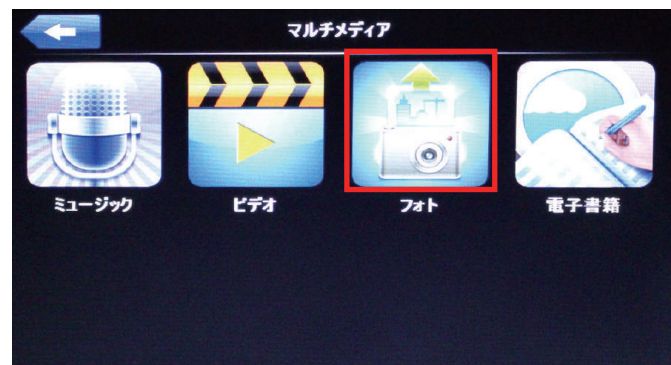 マルチメディア
ミュージック
ビデオ
フォト
電子書籍